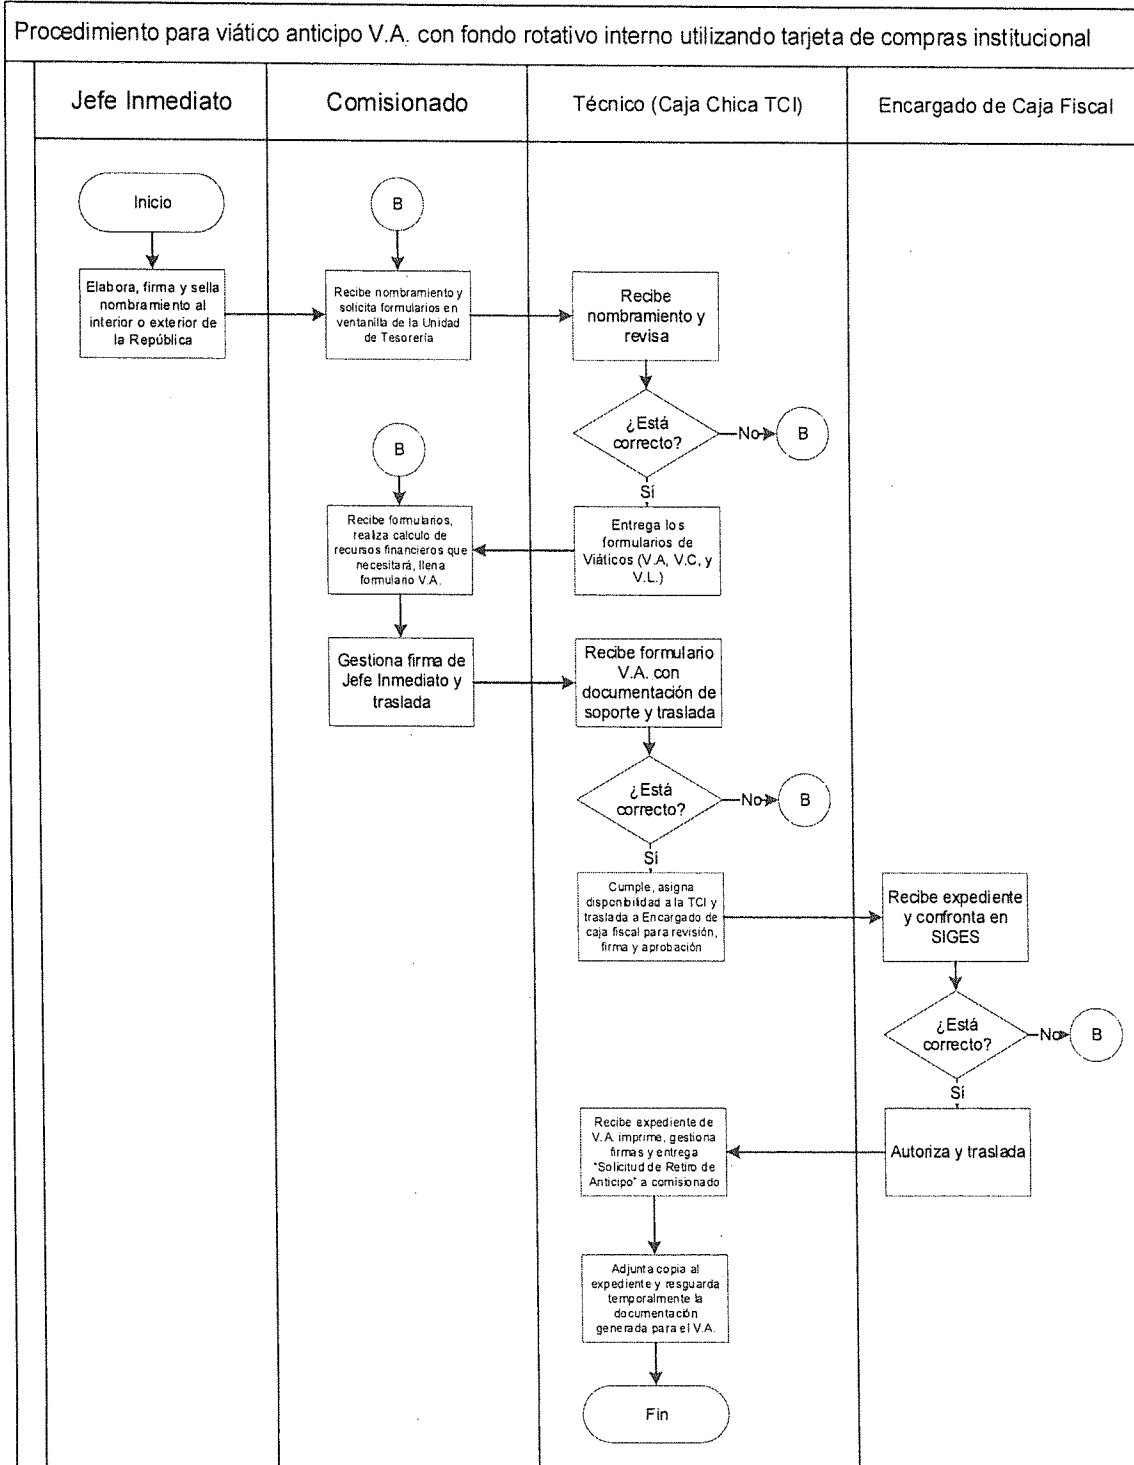 Procedimiento para viático anticipo V.A. con fondo rotativo interno utilizando tarjeta de compras institucional
Jefe Inmediato
Comisionado
Técnico (Caja Chica TCI)
Encargado de Caja Fiscal
Inicio
B
Elabora, firma y sella
nombramiento al
interior o exterior de
la República
Recibe nombramiento y
solicita formularios en
ventanilla de la Unidad
de Tesorería
Recibe
nombramiento y
revisa
¿Está
correcto?
No
B
Sí
B
Recibe formularios,
realiza calculo de
recursos financieros que
necesitará, llena
formulario V.A.
Entrega los
formularios de
Viáticos (V.A, V.C, y
V.L.)
Gestiona firma de
Jefe Inmediato y
traslada
Recibe formulario
V.A. con
documentación de
soporte y traslada
¿Está
correcto?
No
B
Sí
Cumple, asigna
disponibilidad a la TCI y
traslada a Encargado de
caja fiscal para revisión,
firma y aprobación
Recibe expediente
y confronta en
SIGES
¿Está
correcto?
No
B
Sí
Autoriza y traslada
Recibe expediente de
V.A. imprime, gestiona
firmas y entrega
"Solicitud de Retiro de
Anticipo" a comisionado
Adjunta copia al
expediente y resguarda
temporalmente la
documentación
generada para el V.A.
Fin